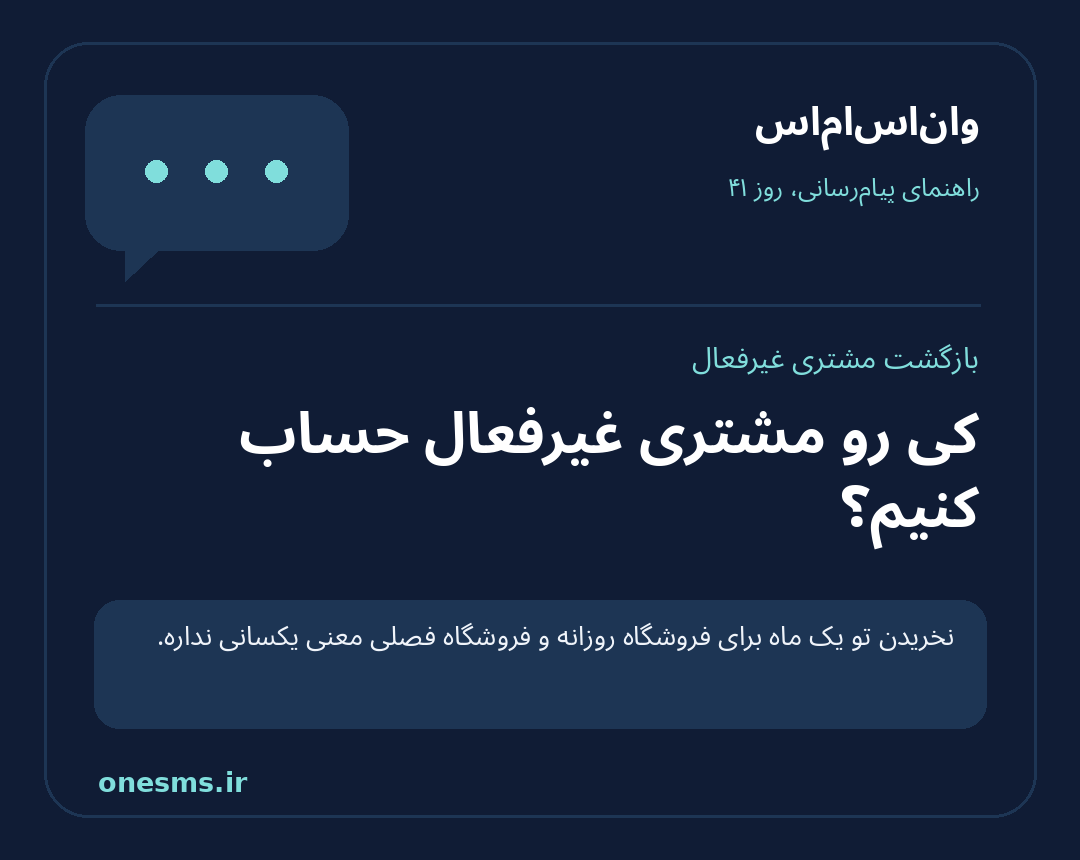 وان‌اس‌ام‌اس
راهنمای پیام‌رسانی، روز ۴۱
بازگشت مشتری غیرفعال
کی رو مشتری غیرفعال حساب
کنیم؟
نخریدن تو یک ماه برای فروشگاه روزانه و فروشگاه فصلی معنی یکسانی نداره.
onesms.ir